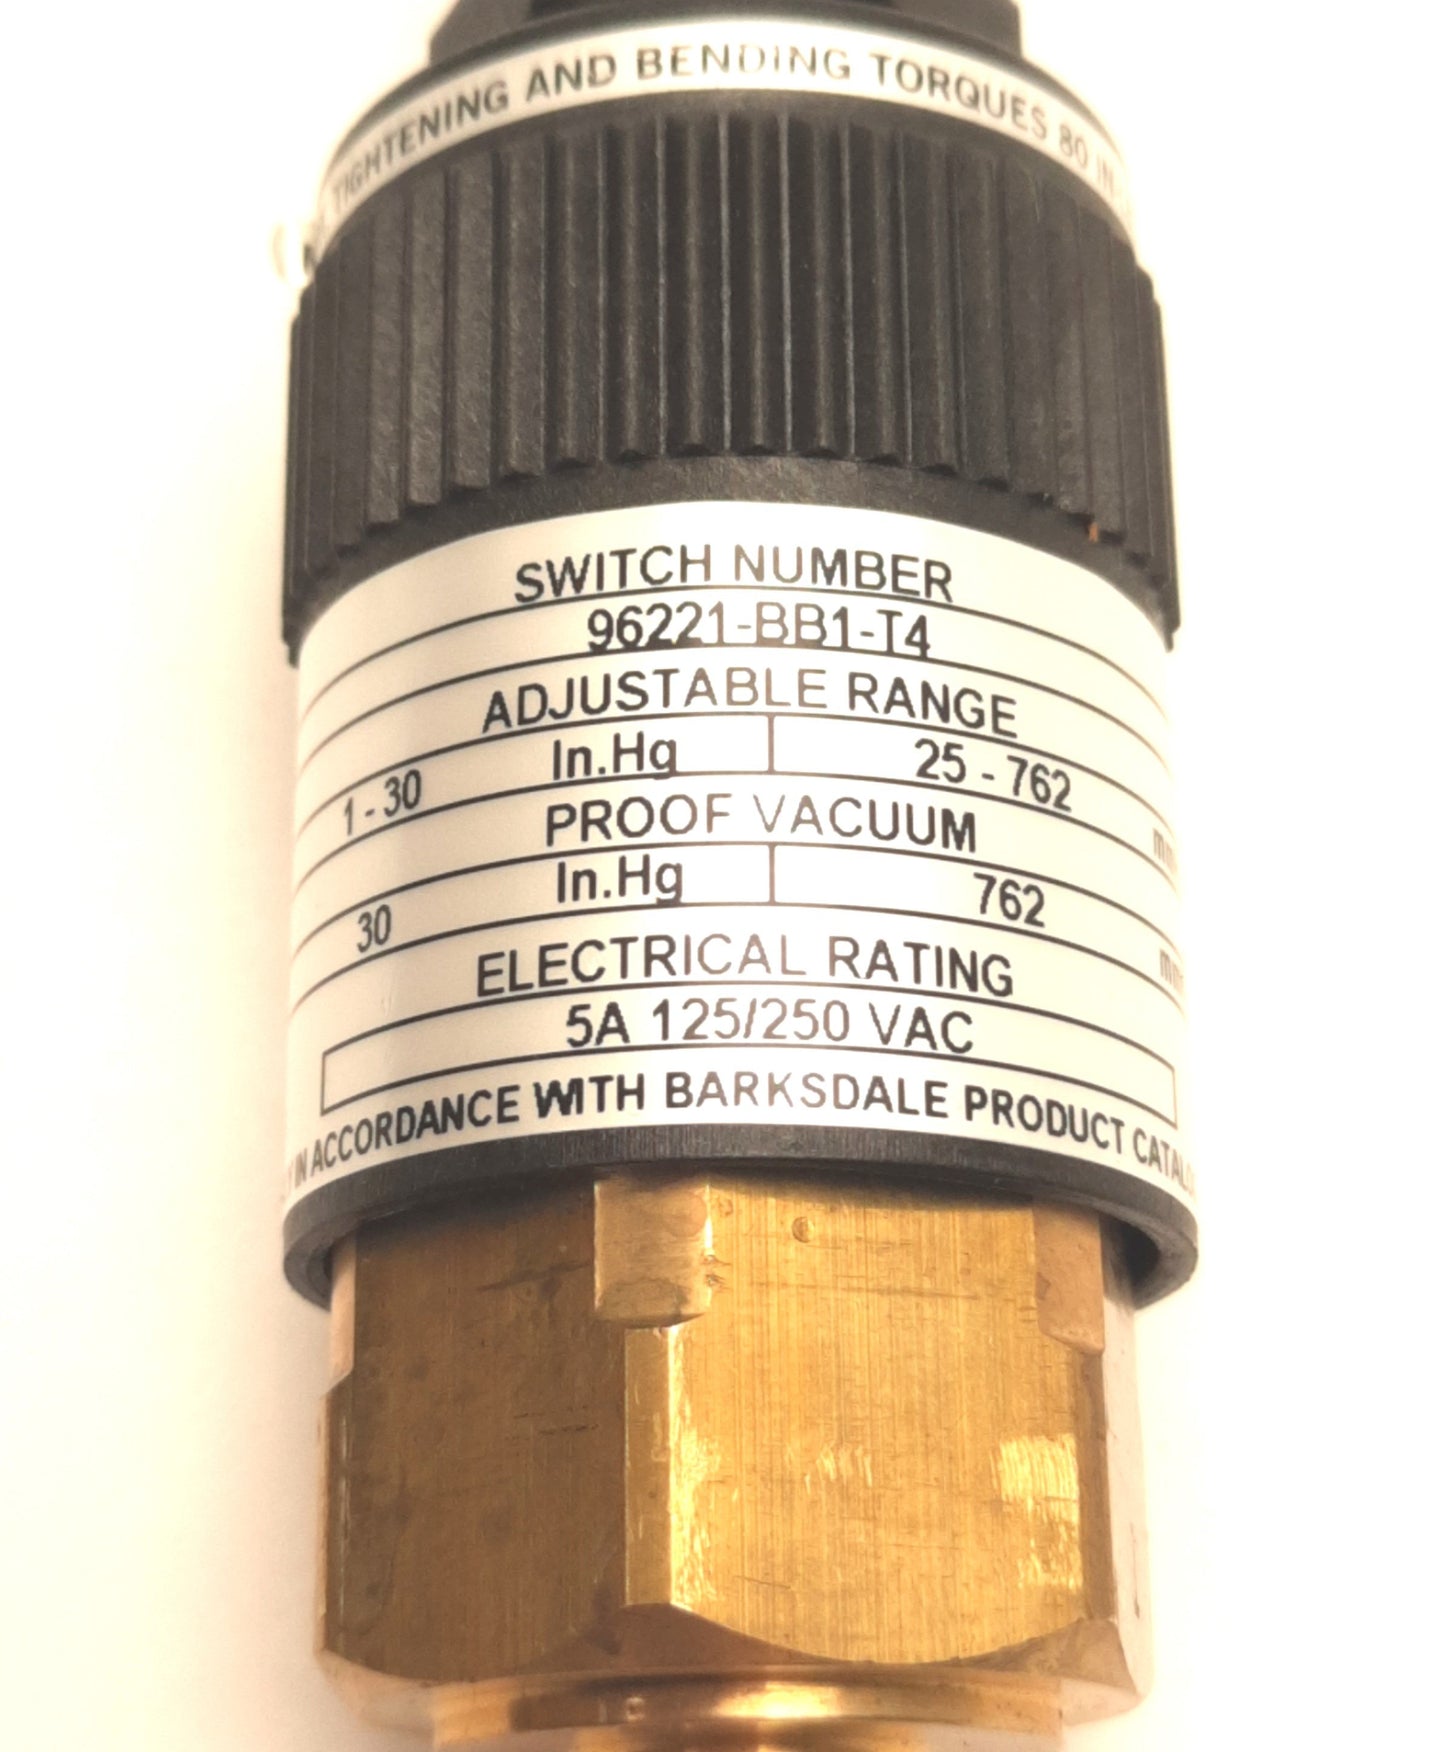 TIGHTENING AND BENDING TORQUES 80 IN
SWITCH NUMBER
96221-BB1-T4
ADJUSTABLE RANGE
1 - 30 In.Hg 25 - 762
PROOF VACUUM
30 In.Hg 762
ELECTRICAL RATING
5A 125/250 VAC
IN ACCORDANCE WITH BARKSDALE PRODUCT CATALO